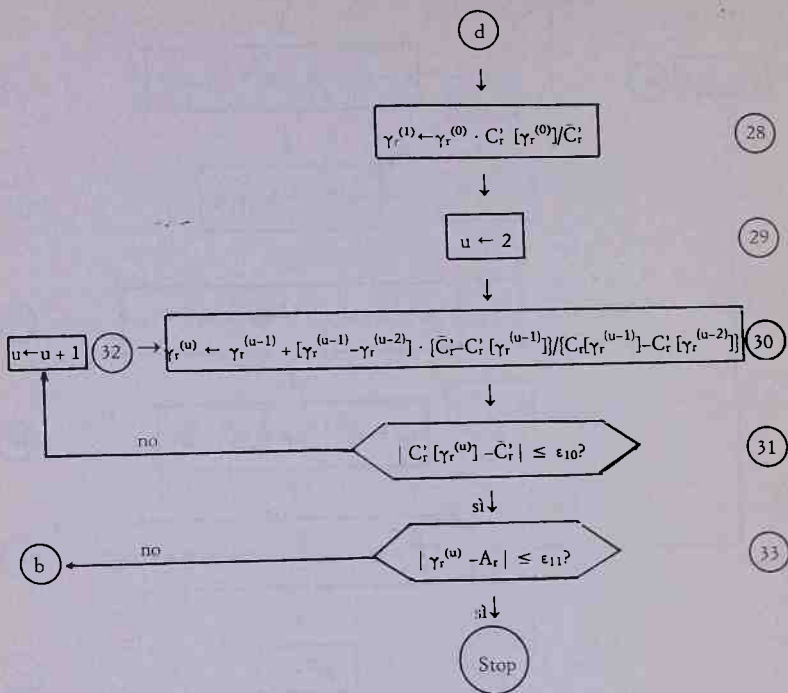 d
γᵣ⁽¹⁾←γᵣ⁽⁰⁾ · C'ᵣ [γᵣ⁽⁰⁾]/C̄'ᵣ 28
u ← 2 29
u←u + 1 32 → γᵣ⁽ᵘ⁾ ← γᵣ⁽ᵘ⁻¹⁾ + [γᵣ⁽ᵘ⁻¹⁾−γᵣ⁽ᵘ⁻²⁾] · {C̄'ᵣ−C'ᵣ [γᵣ⁽ᵘ⁻¹⁾]}/{Cᵣ[γᵣ⁽ᵘ⁻¹⁾]−C'ᵣ [γᵣ⁽ᵘ⁻²⁾]} 30
no
| C'ᵣ [γᵣ⁽ᵘ⁾] −C̄'ᵣ | ≤ ε₁₀? 31
sì
no
b | γᵣ⁽ᵘ⁾ −Aᵣ | ≤ ε₁₁? 33
sì
Stop